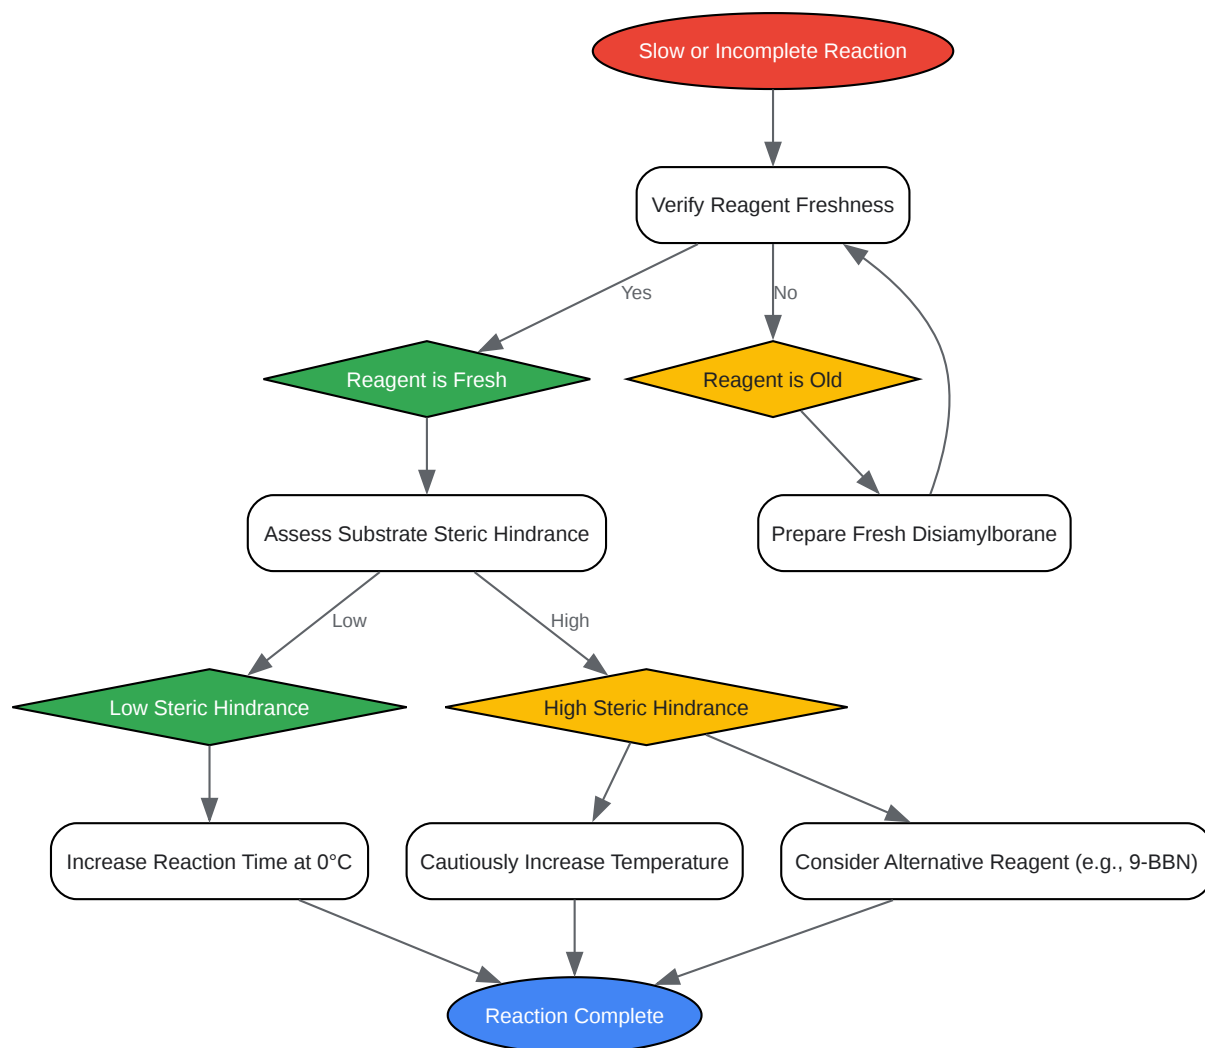 Slow or Incomplete Reaction
Verify Reagent Freshness
Yes
No
Reagent is Fresh
Reagent is Old
Assess Substrate Steric Hindrance
Prepare Fresh Disiamylborane
Low
High
Low Steric Hindrance
High Steric Hindrance
Increase Reaction Time at 0°C
Cautiously Increase Temperature
Consider Alternative Reagent (e.g., 9-BBN)
Reaction Complete